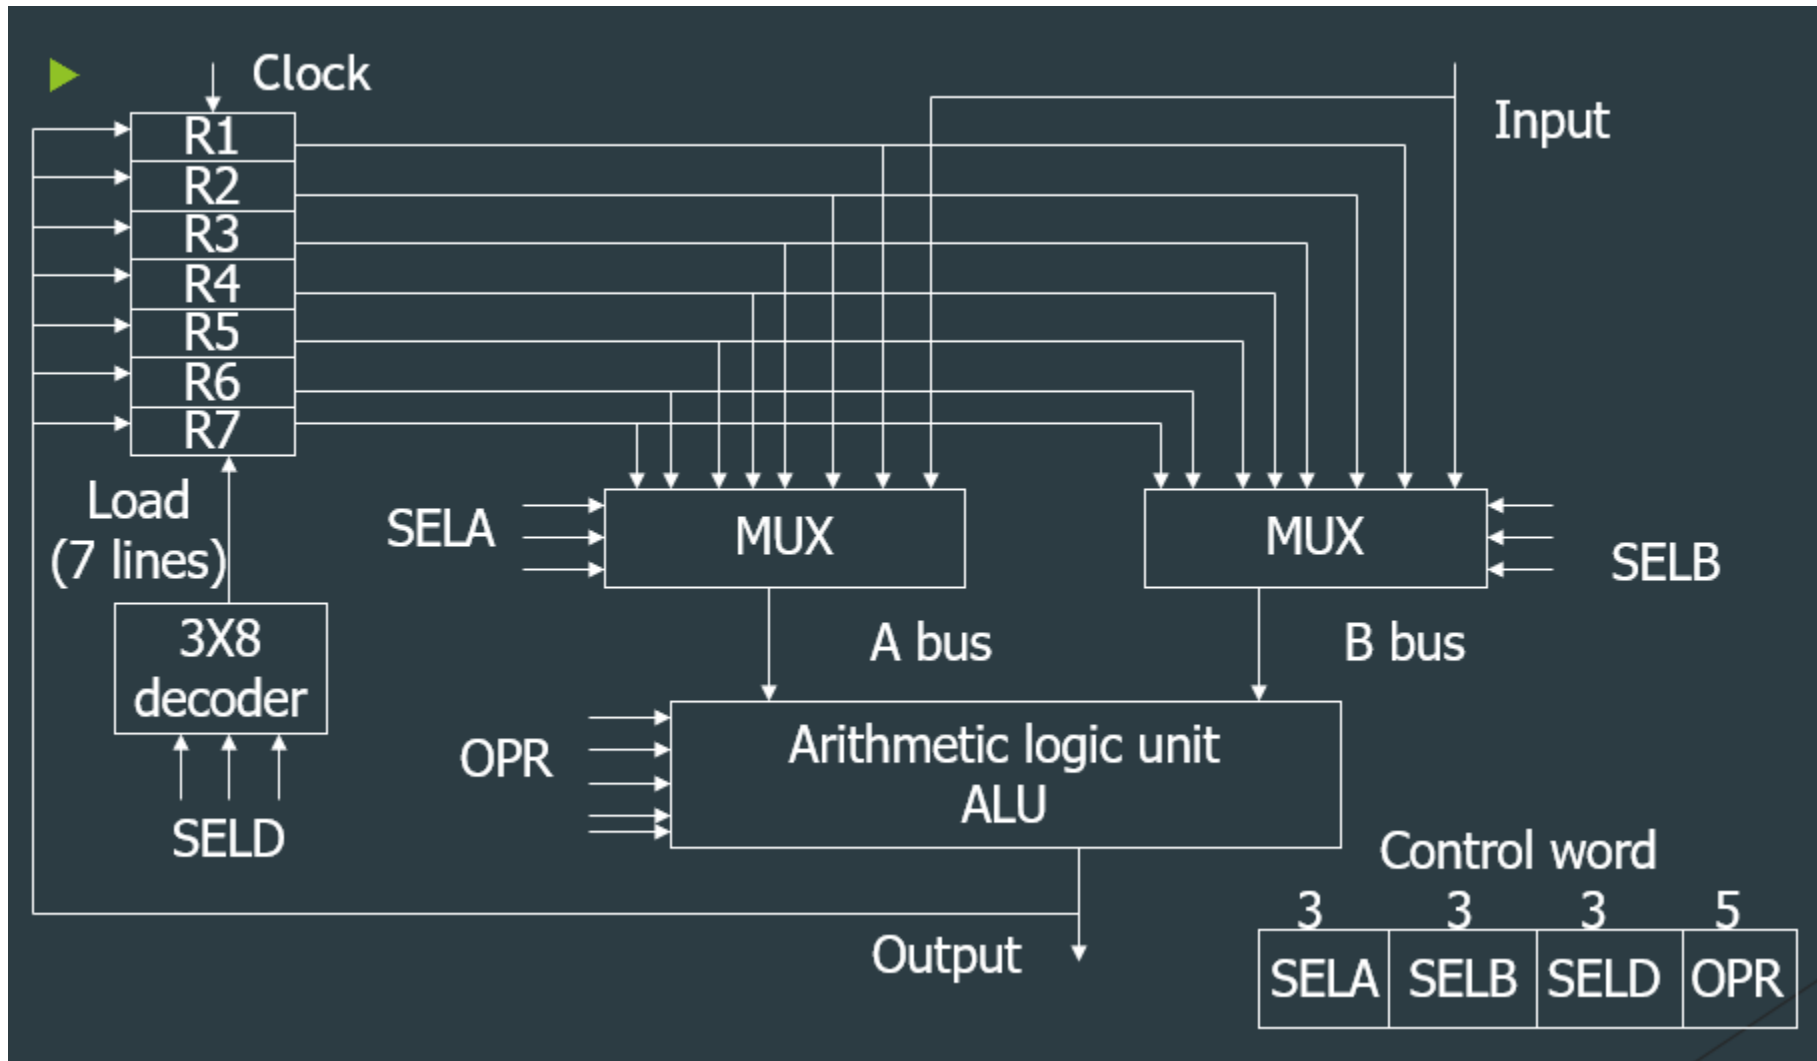 Clock
Input
R1
R2
R3
R4
R5
R6
R7
Load
(7 lines)
SELA
MUX
MUX
SELB
3X8
decoder
A bus
B bus
OPR
Arithmetic logic unit
ALU
SELD
Control word
3 3 3 5
Output
SELA SELB SELD OPR